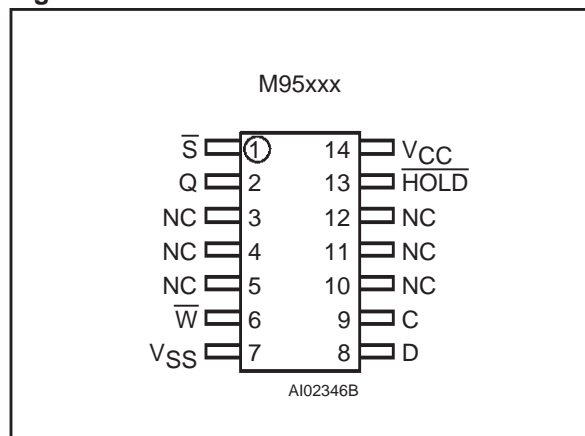 M95xxx
S̅ 1 14 VCC
Q 2 13 H̅O̅L̅D̅
NC 3 12 NC
NC 4 11 NC
NC 5 10 NC
W̅ 6 9 C
VSS 7 8 D
AI02346B